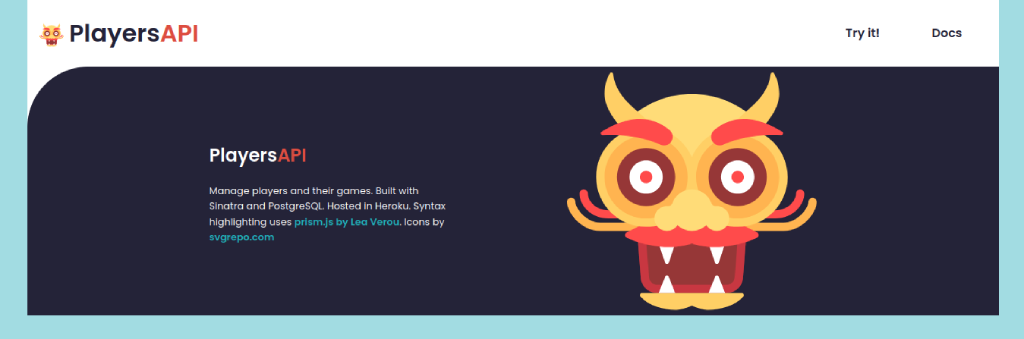 PlayersAPI
Try it!
Docs
PlayersAPI
Manage players and their games. Built with
Sinatra and PostgreSQL. Hosted in Heroku. Syntax
highlighting uses prism.js by Lea Verou. Icons by
svgrepo.com